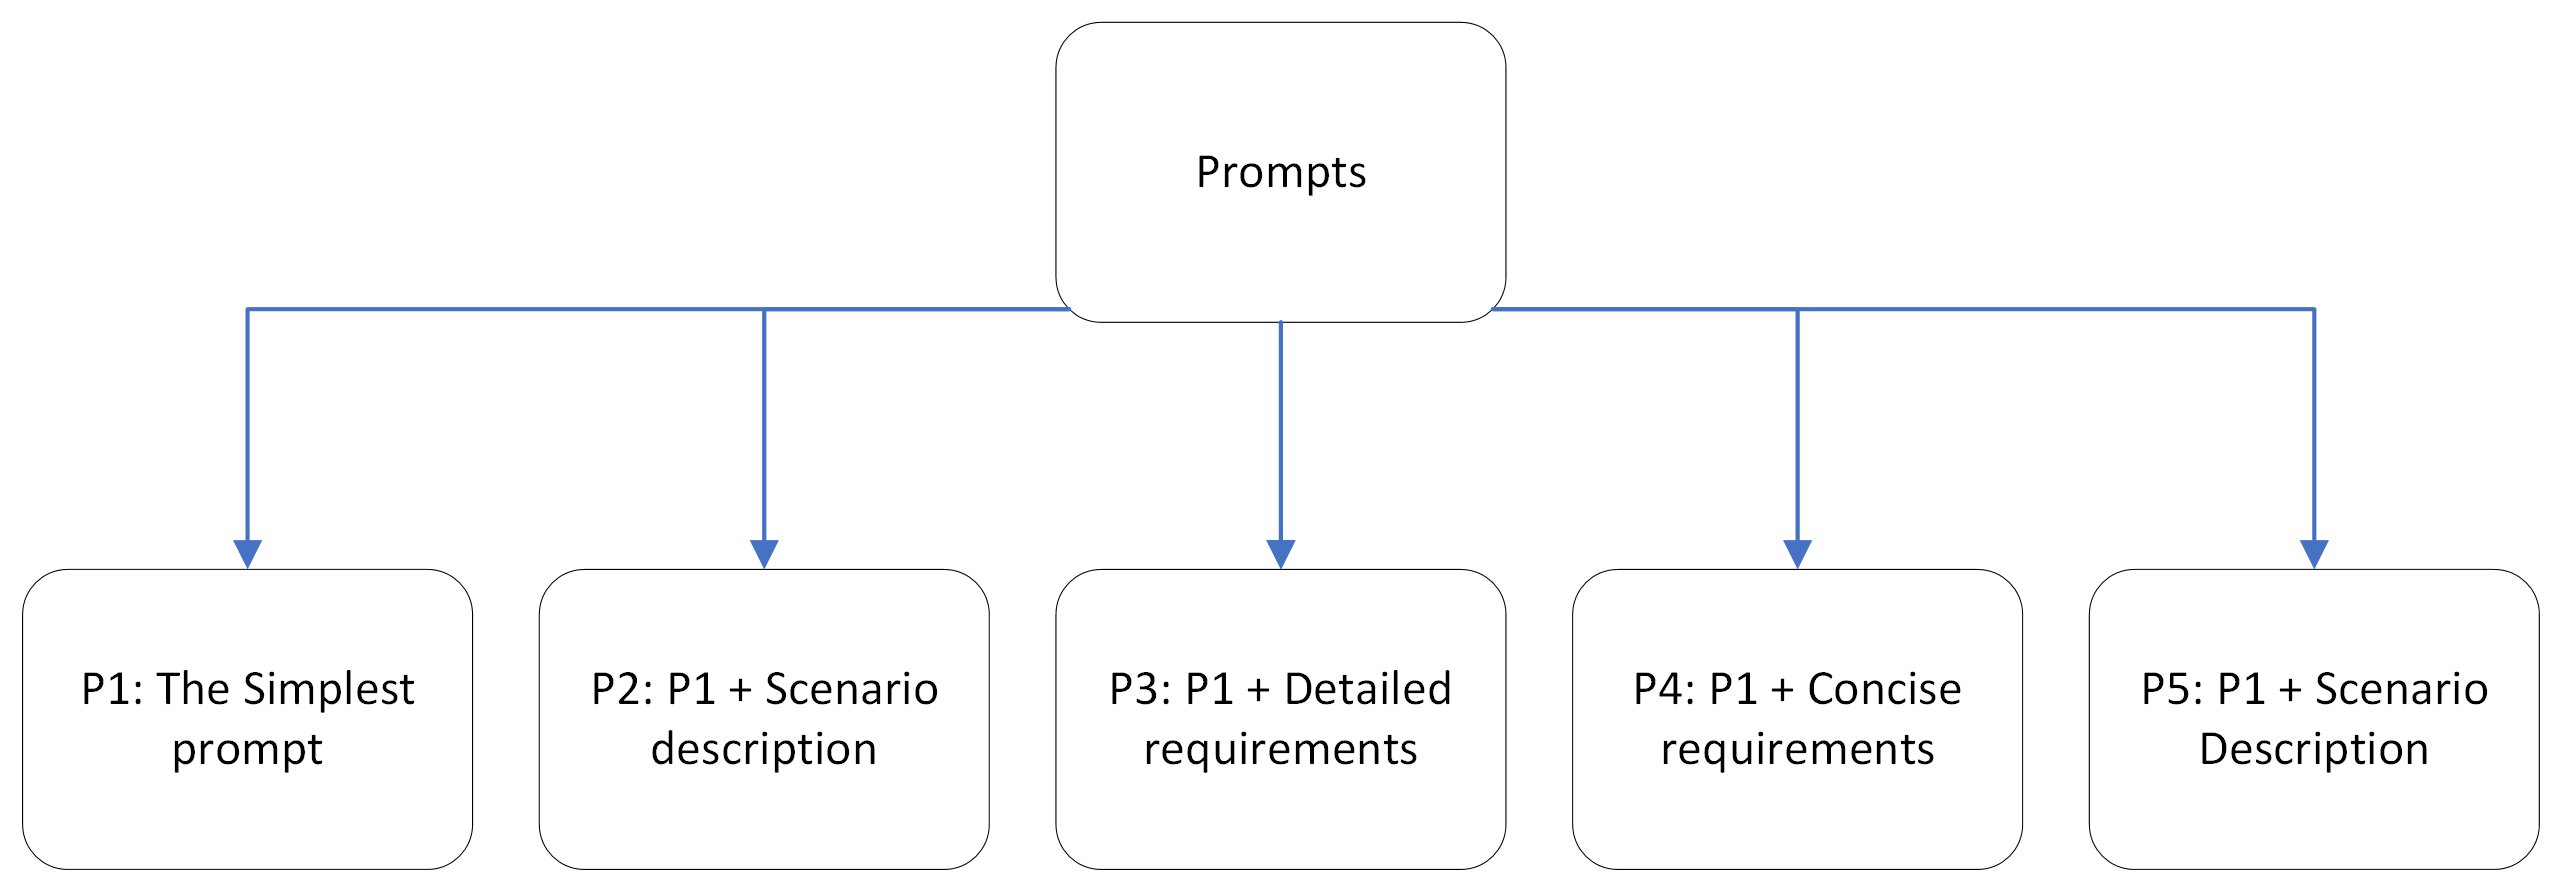 Prompts
P1: The Simplest
prompt
P2: P1 + Scenario
description
P3: P1 + Detailed
requirements
P4: P1 + Concise
requirements
P5: P1 + Scenario
Description